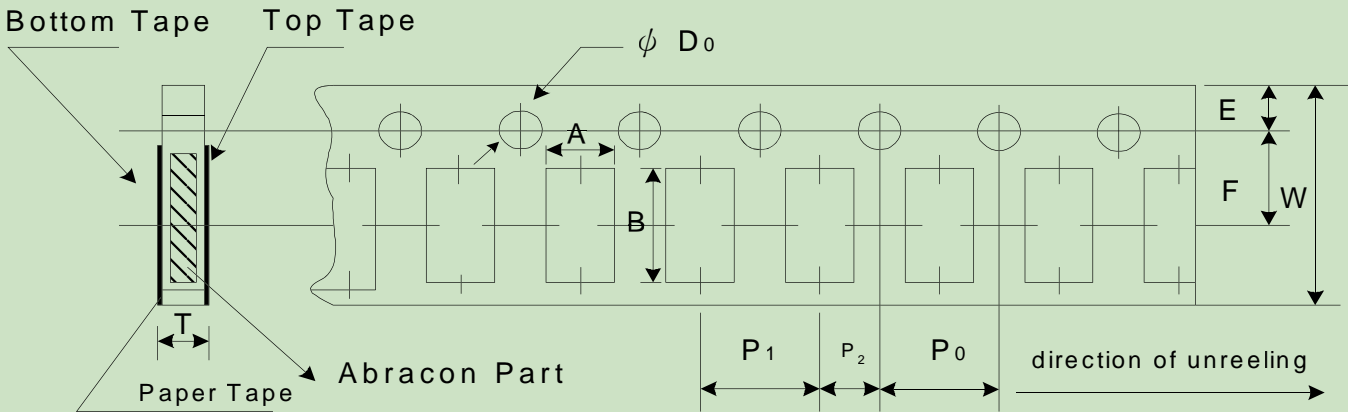 Bottom Tape
Top Tape
ϕ D0
E
A
F
W
B
T
P1
P2
P0
direction of unreeling
Abracon Part
Paper Tape